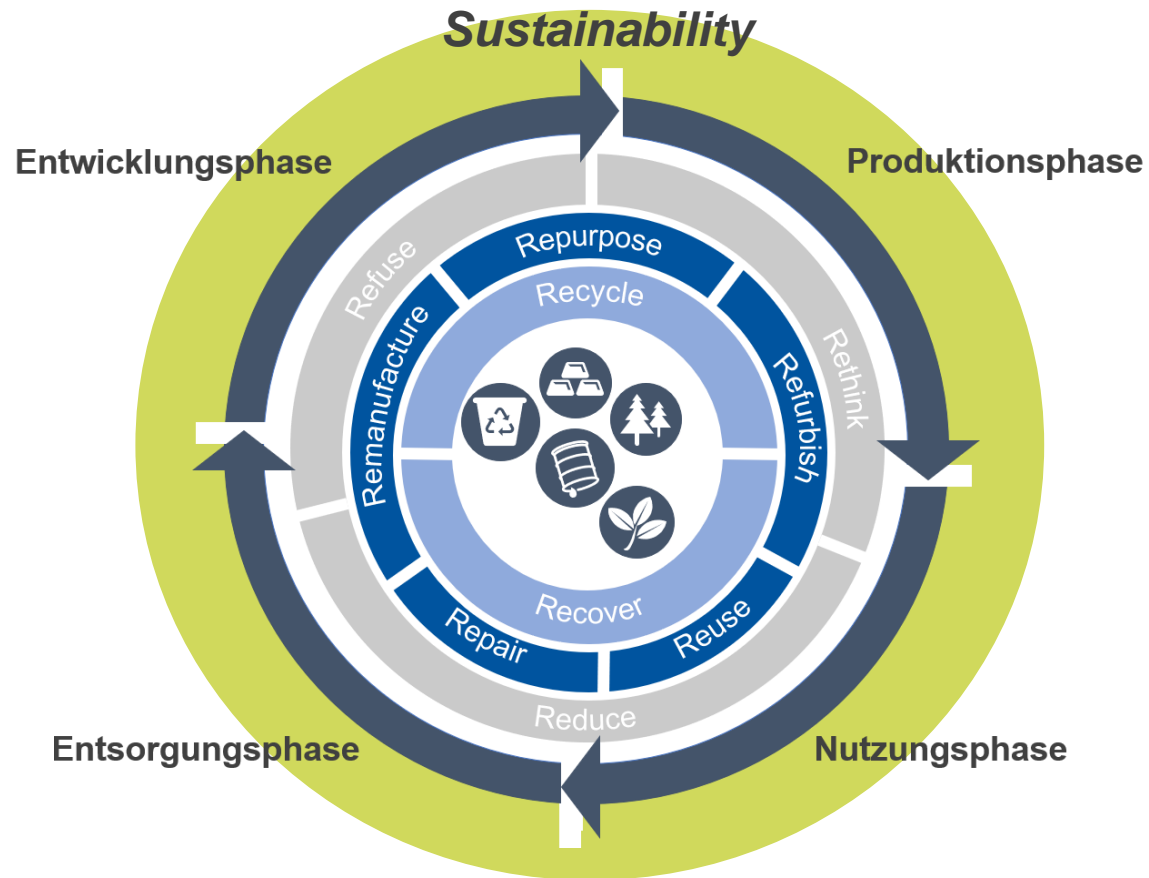 Sustainability
Entwicklungsphase
Produktionsphase
Refuse
Repurpose
Recycle
Rethink
Remanufacture
Refurbish
Recover
Repair
Reuse
Reduce
Entsorgungsphase
Nutzungsphase